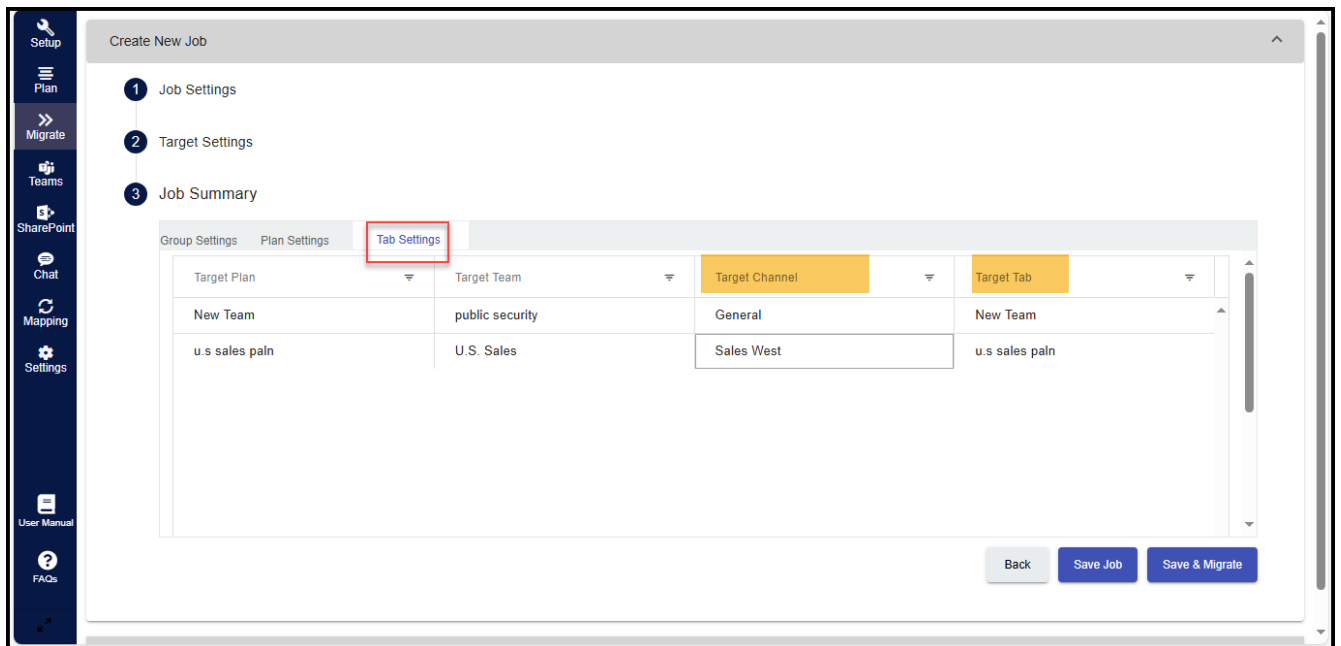 Setup
Plan
Migrate
Teams
SharePoint
Chat
Mapping
Settings
User Manual
FAQs
Create New Job
1 Job Settings
2 Target Settings
3 Job Summary
Group Settings Plan Settings Tab Settings
Target Plan Target Team Target Channel Target Tab
New Team public security General New Team
u.s sales paln U.S. Sales Sales West u.s sales paln
Back Save Job Save & Migrate